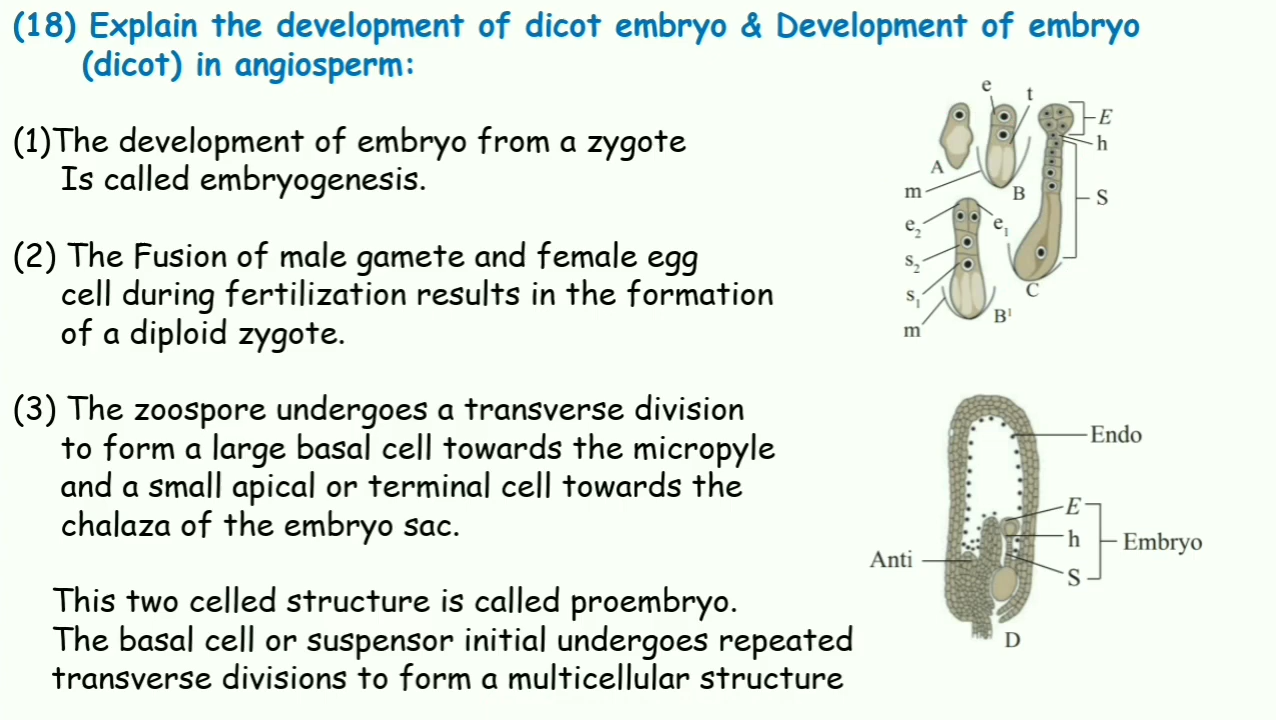 (18) Explain the development of dicot embryo & Development of embryo
(dicot) in angiosperm:
(1)The development of embryo from a zygote
Is called embryogenesis.
(2) The Fusion of male gamete and female egg
cell during fertilization results in the formation
of a diploid zygote.
(3) The zoospore undergoes a transverse division
to form a large basal cell towards the micropyle
and a small apical or terminal cell towards the
chalaza of the embryo sac.
This two celled structure is called proembryo.
The basal cell or suspensor initial undergoes repeated
transverse divisions to form a multicellular structure
e
t
E
h
A
m
B
S
e₂
e₁
s₂
s₁
C
B¹
m
Endo
E
h
Embryo
Anti
S
D